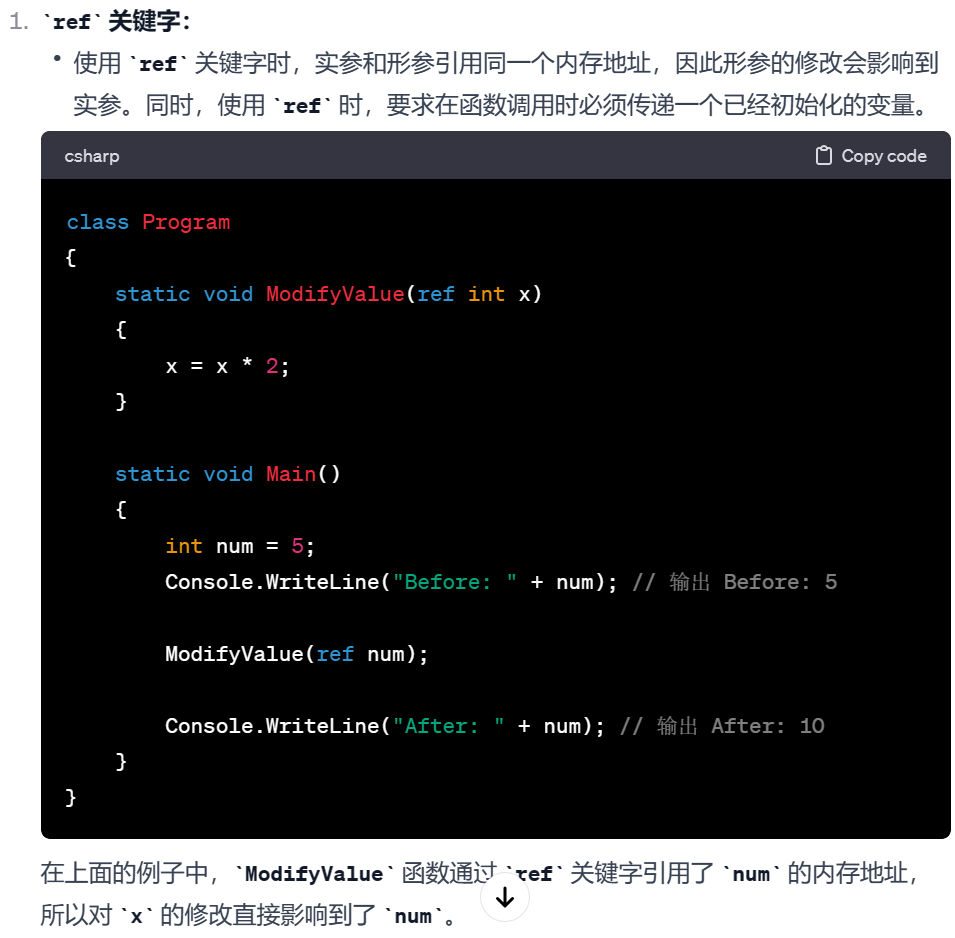 1. `ref` 关键字：
• 使用 `ref` 关键字时，实参和形参引用同一个内存地址，因此形参的修改会影响到
实参。同时，使用 `ref` 时，要求在函数调用时必须传递一个已经初始化的变量。
csharp Copy code
class Program
{
    static void ModifyValue(ref int x)
    {
        x = x * 2;
    }
    static void Main()
    {
        int num = 5;
        Console.WriteLine("Before: " + num); // 输出 Before: 5
        ModifyValue(ref num);
        Console.WriteLine("After: " + num); // 输出 After: 10
    }
}
在上面的例子中，`ModifyValue` 函数通过 `ref` 关键字引用了 `num` 的内存地址，
所以对 `x` 的修改直接影响到了 `num`。